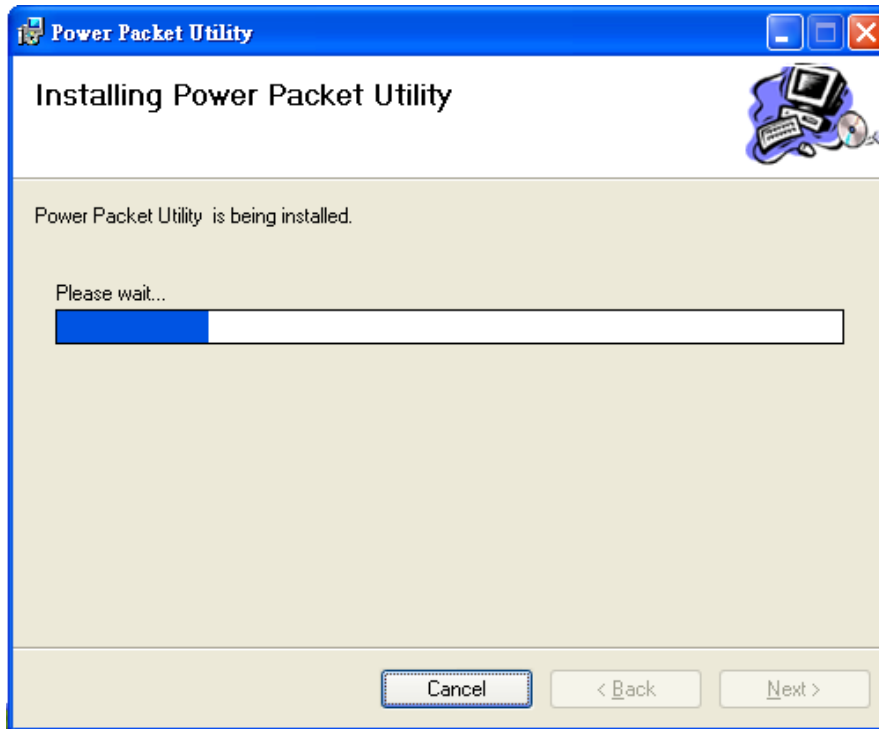 Power Packet Utility
Installing Power Packet Utility
Power Packet Utility  is being installed.
Please wait...
Cancel
< Back
Next >